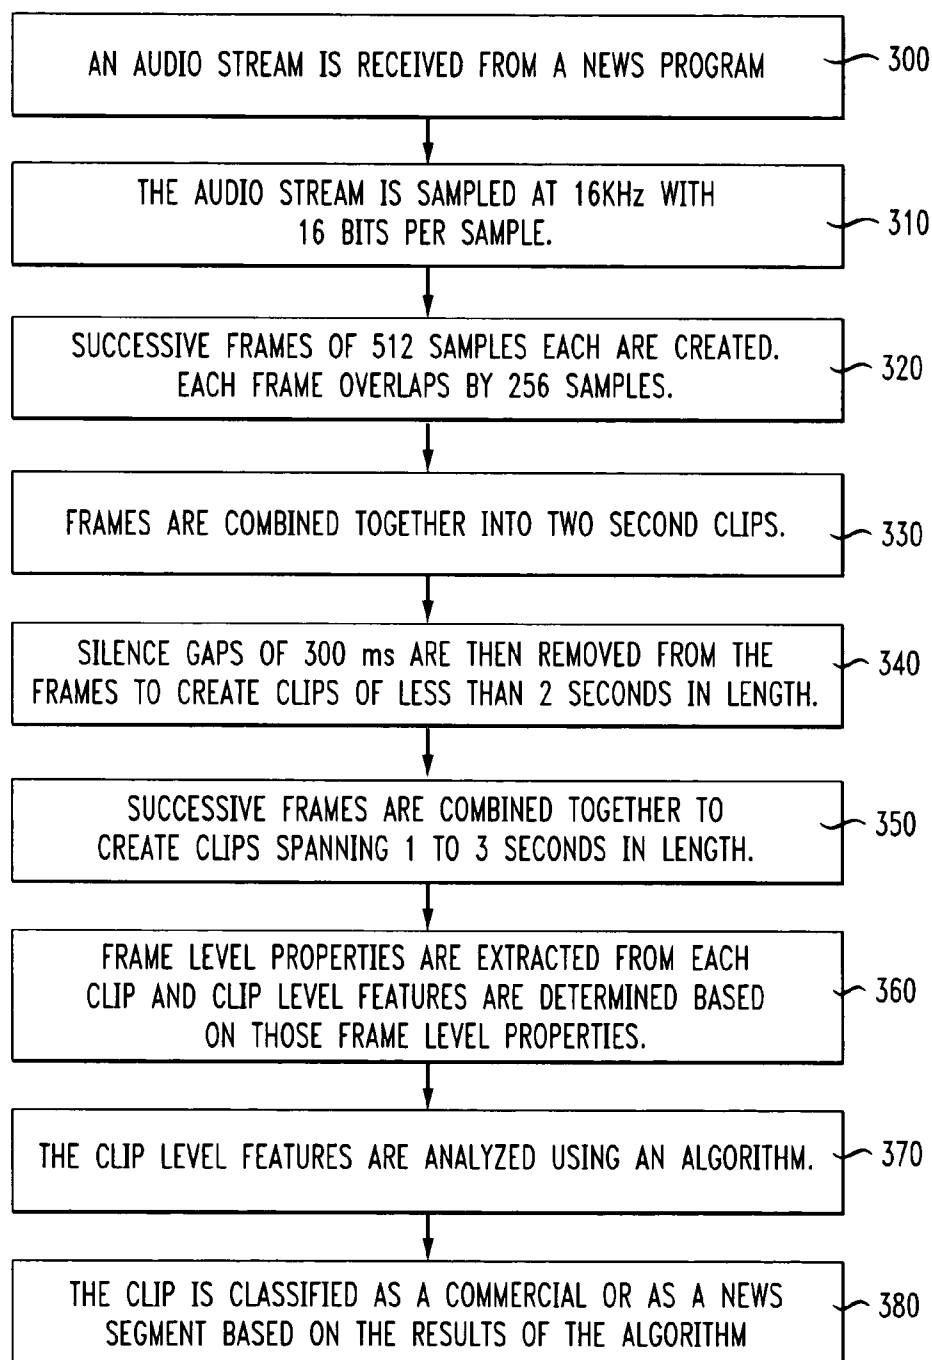 AN AUDIO STREAM IS RECEIVED FROM A NEWS PROGRAM
300
THE AUDIO STREAM IS SAMPLED AT 16KHz WITH
16 BITS PER SAMPLE.
310
SUCCESSIVE FRAMES OF 512 SAMPLES EACH ARE CREATED.
EACH FRAME OVERLAPS BY 256 SAMPLES.
320
FRAMES ARE COMBINED TOGETHER INTO TWO SECOND CLIPS.
330
SILENCE GAPS OF 300 ms ARE THEN REMOVED FROM THE
FRAMES TO CREATE CLIPS OF LESS THAN 2 SECONDS IN LENGTH.
340
SUCCESSIVE FRAMES ARE COMBINED TOGETHER TO
CREATE CLIPS SPANNING 1 TO 3 SECONDS IN LENGTH.
350
FRAME LEVEL PROPERTIES ARE EXTRACTED FROM EACH
CLIP AND CLIP LEVEL FEATURES ARE DETERMINED BASED
ON THOSE FRAME LEVEL PROPERTIES.
360
THE CLIP LEVEL FEATURES ARE ANALYZED USING AN ALGORITHM.
370
THE CLIP IS CLASSIFIED AS A COMMERCIAL OR AS A NEWS
SEGMENT BASED ON THE RESULTS OF THE ALGORITHM
380